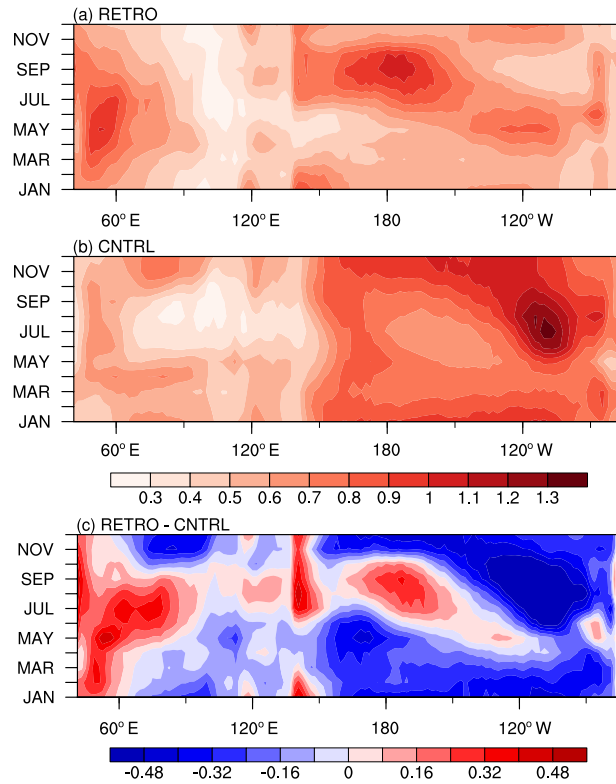 (a) RETRO
NOV
SEP
JUL
MAY
MAR
JAN
60° E 120° E 180 120° W
(b) CNTRL
NOV
SEP
JUL
MAY
MAR
JAN
60° E 120° E 180 120° W
0.3 0.4 0.5 0.6 0.7 0.8 0.9 1 1.1 1.2 1.3
(c) RETRO - CNTRL
NOV
SEP
JUL
MAY
MAR
JAN
60° E 120° E 180 120° W
-0.48 -0.32 -0.16 0 0.16 0.32 0.48